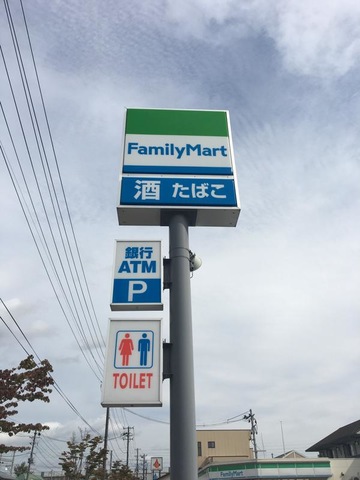 FamilyMart
酒 たばこ
銀行
ATM
P
TOILET
FamilyMart